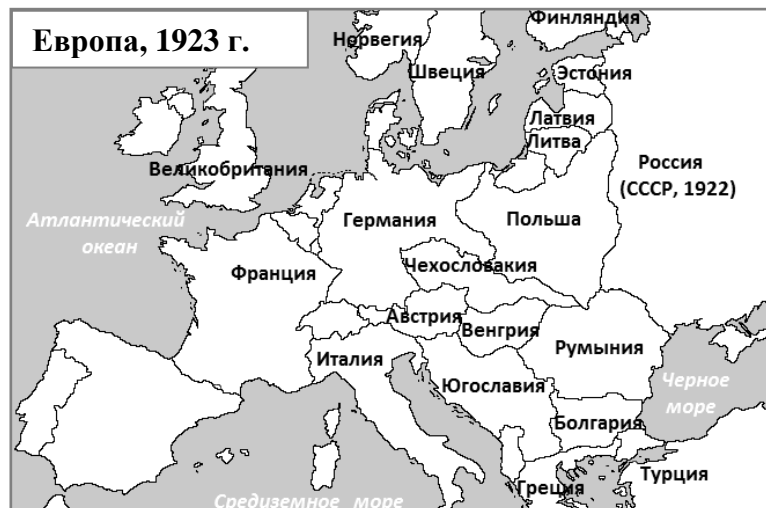 Европа, 1923 г.
Финляндия
Норвегия
Швеция
Эстония
Латвия
Литва
Великобритания
Россия
(СССР, 1922)
Атлантический
океан
Германия
Польша
Чехословакия
Франция
Австрия
Венгрия
Италия
Румыния
Югославия
Черное
море
Болгария
Турция
Греция
Средиземное море